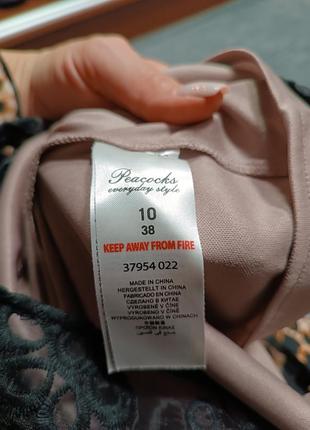 Peacocks
everyday style
10
38
KEEP AWAY FROM FIRE
37954 022
MADE IN CHINA
HERGESTELLT IN CHINA
FABRICADO EN CHINA
СДЕЛАНО В КИТАЕ
VYROBENO V ČÍNĚ
VYROBENÉ V ČÍNE
WYPRODUKOWANO W CHINACH